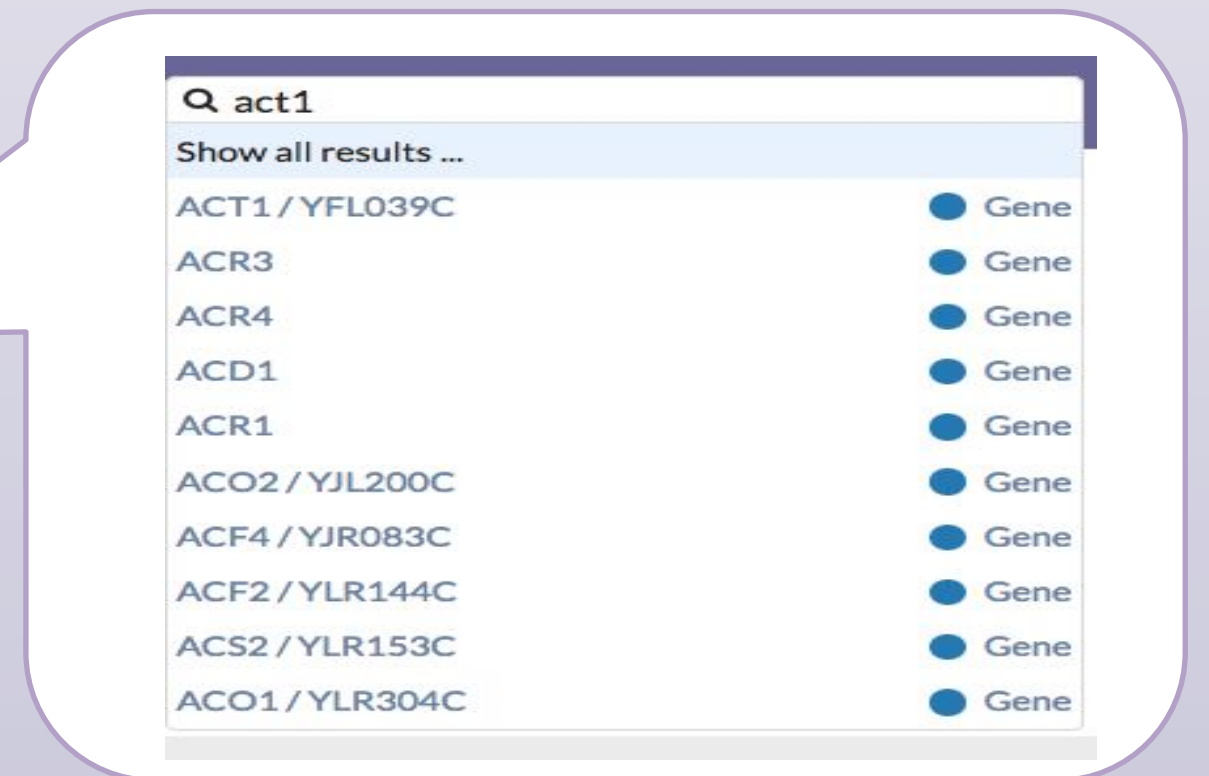 act1
Show all results ...
ACT1 / YFL039C Gene
ACR3 Gene
ACR4 Gene
ACD1 Gene
ACR1 Gene
ACO2 / YJL200C Gene
ACF4 / YJR083C Gene
ACF2 / YLR144C Gene
ACS2 / YLR153C Gene
ACO1 / YLR304C Gene